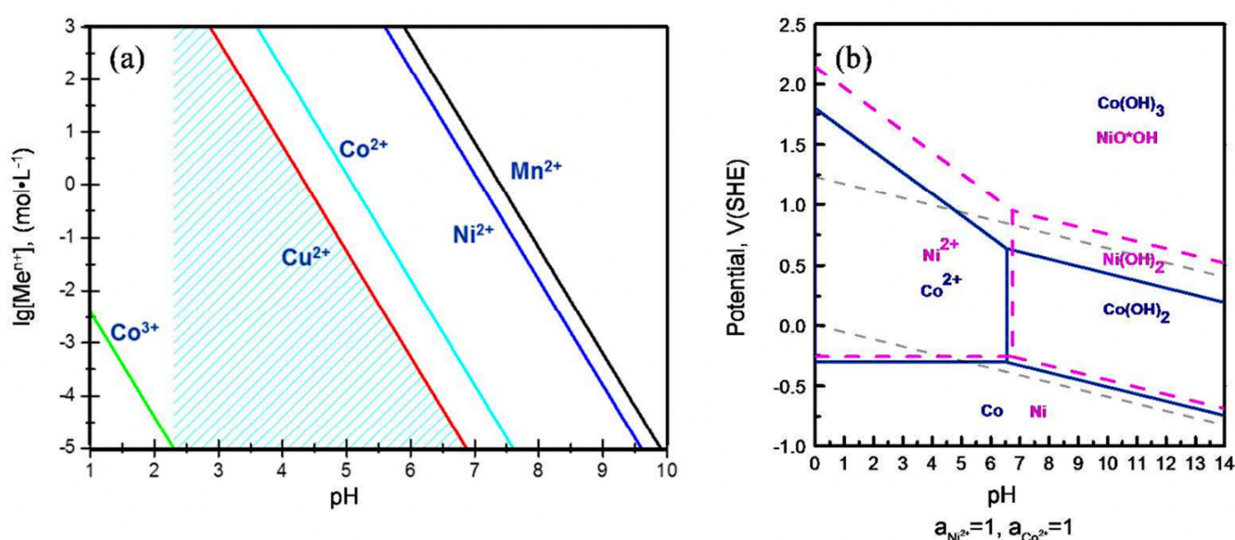 (a)
lg[Meⁿ⁺], (mol•L⁻¹)
3
2
1
0
-1
-2
-3
-4
-5
Co²⁺
Mn²⁺
Ni²⁺
Cu²⁺
Co³⁺
1 2 3 4 5 6 7 8 9 10
pH
(b)
Potential, V(SHE)
2.5
2.0
1.5
1.0
0.5
0.0
-0.5
-1.0
Co(OH)₃
NiO*OH
Ni²⁺
Co²⁺
Ni(OH)₂
Co(OH)₂
Co Ni
0 1 2 3 4 5 6 7 8 9 10 11 12 13 14
pH
a_Ni²⁺=1, a_Co²⁺=1